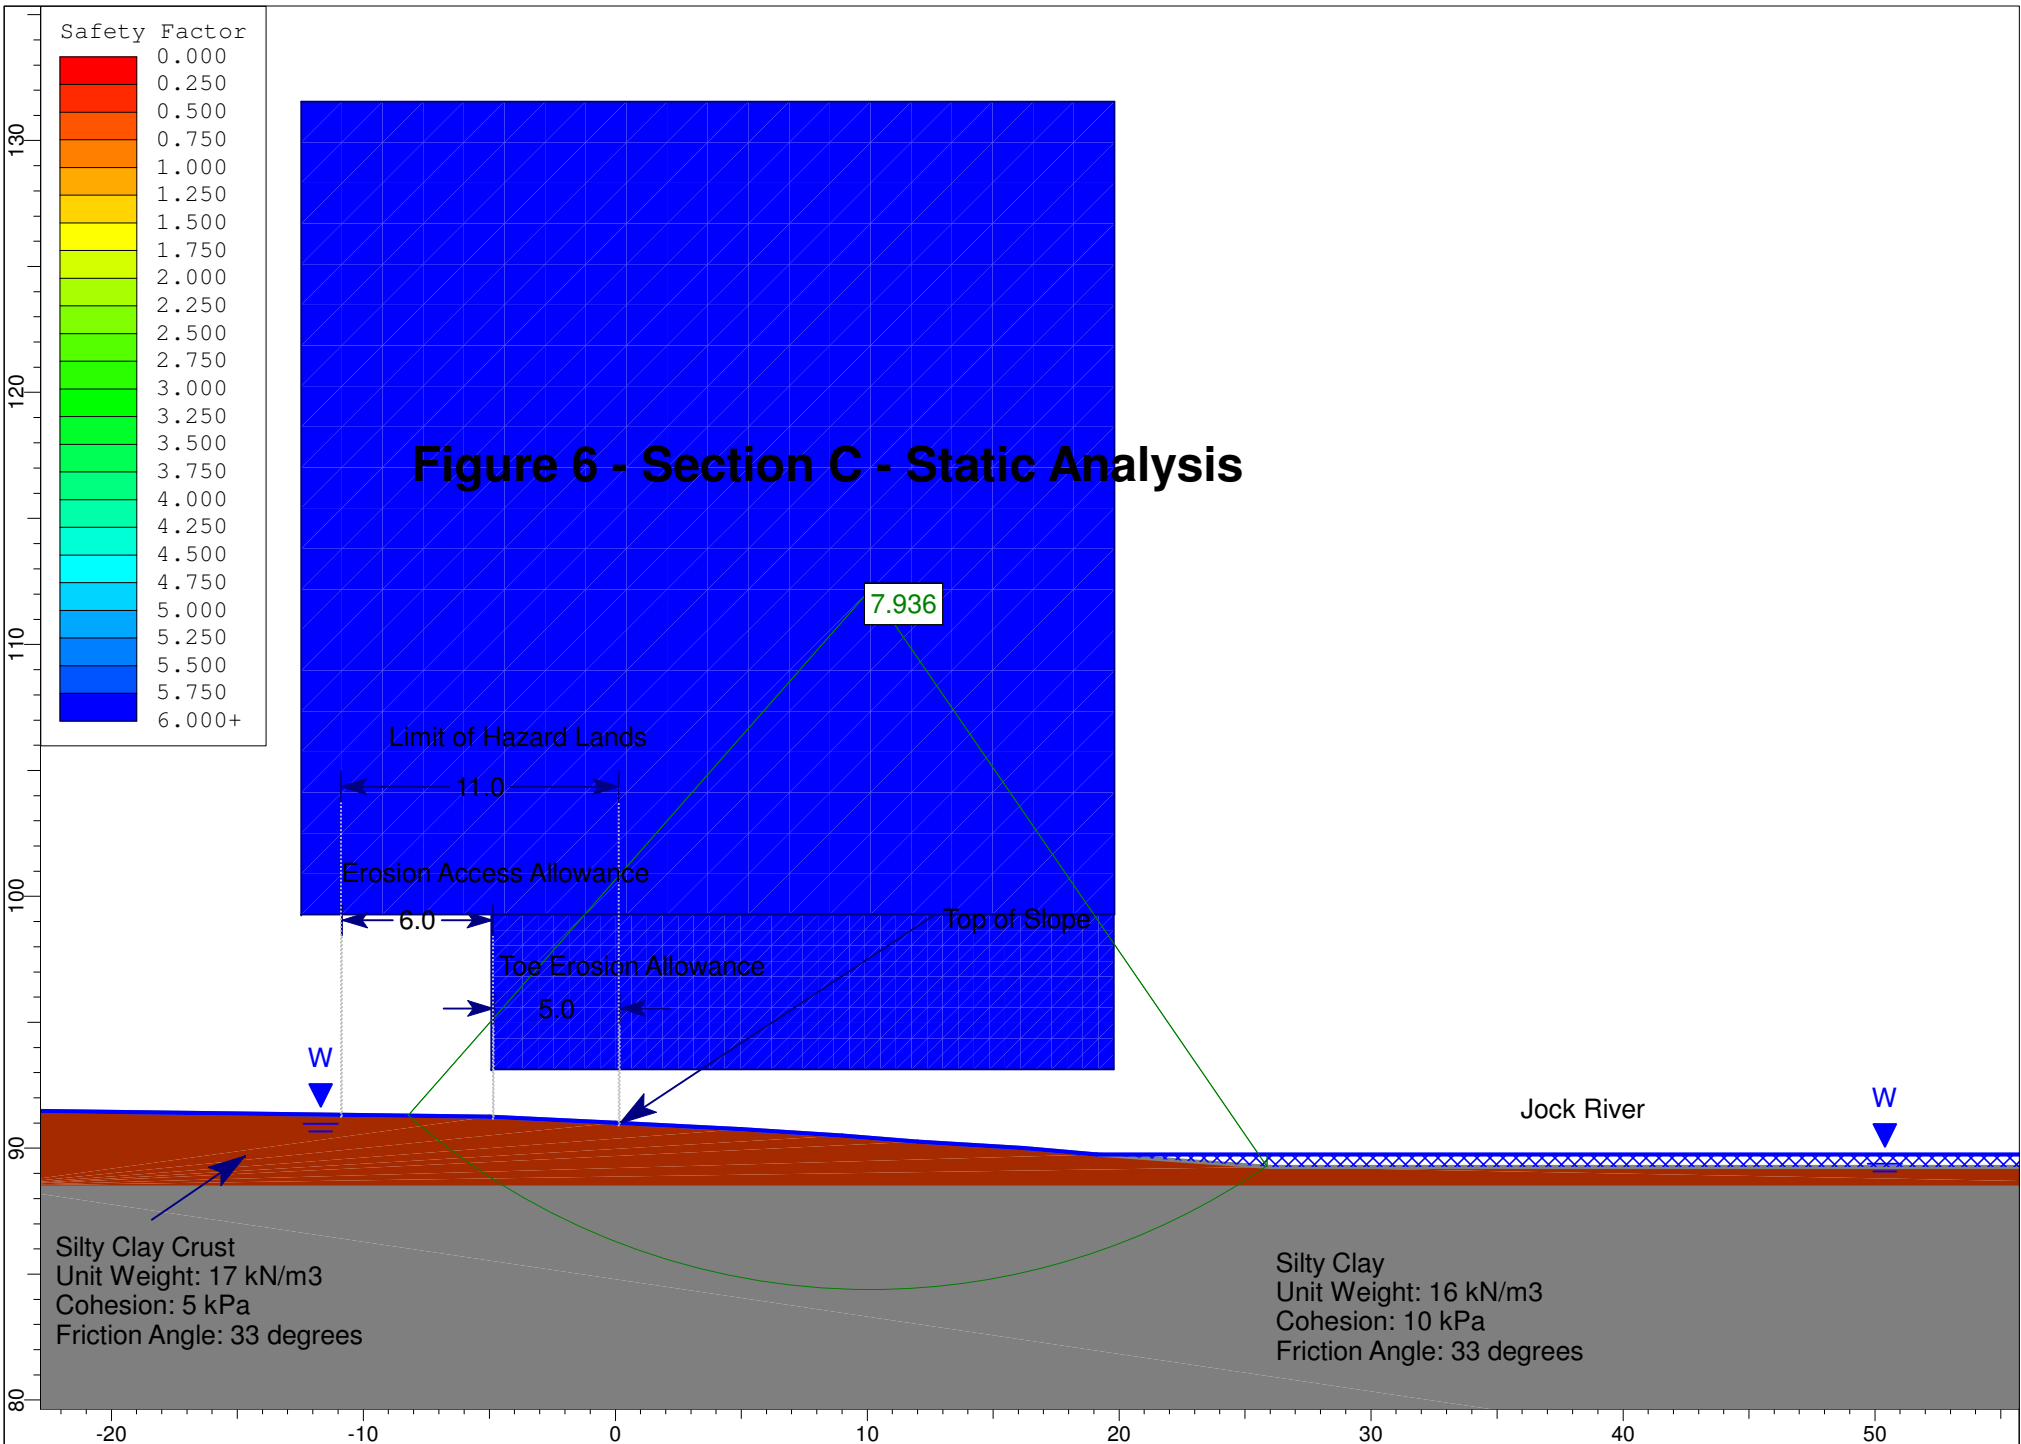 Safety Factor
0.000
0.250
0.500
0.750
1.000
1.250
1.500
1.750
2.000
2.250
2.500
2.750
3.000
3.250
3.500
3.750
4.000
4.250
4.500
4.750
5.000
5.250
5.500
5.750
6.000+
130
120
110
100
90
80
Figure 6 - Section C - Static Analysis
7.936
Limit of Hazard Lands
11.0
Erosion Access Allowance
6.0
Top of Slope
Toe Erosion Allowance
5.0
W
W
Jock River
Silty Clay Crust
Unit Weight: 17 kN/m3
Cohesion: 5 kPa
Friction Angle: 33 degrees
Silty Clay
Unit Weight: 16 kN/m3
Cohesion: 10 kPa
Friction Angle: 33 degrees
-20
-10
0
10
20
30
40
50